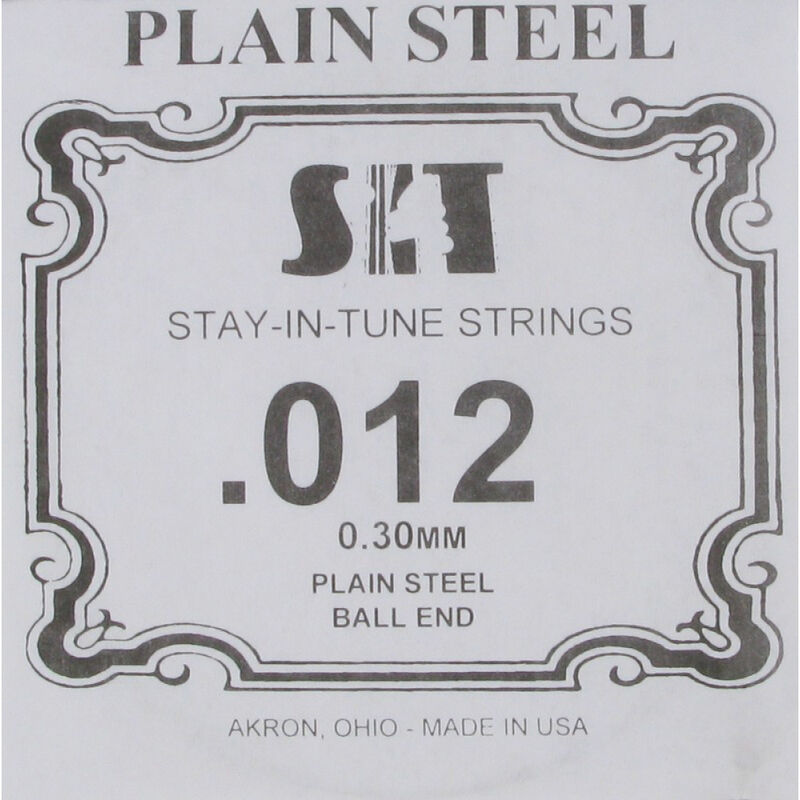 PLAIN STEEL
SIT
STAY-IN-TUNE STRINGS
.012
0.30MM
PLAIN STEEL
BALL END
AKRON, OHIO - MADE IN USA